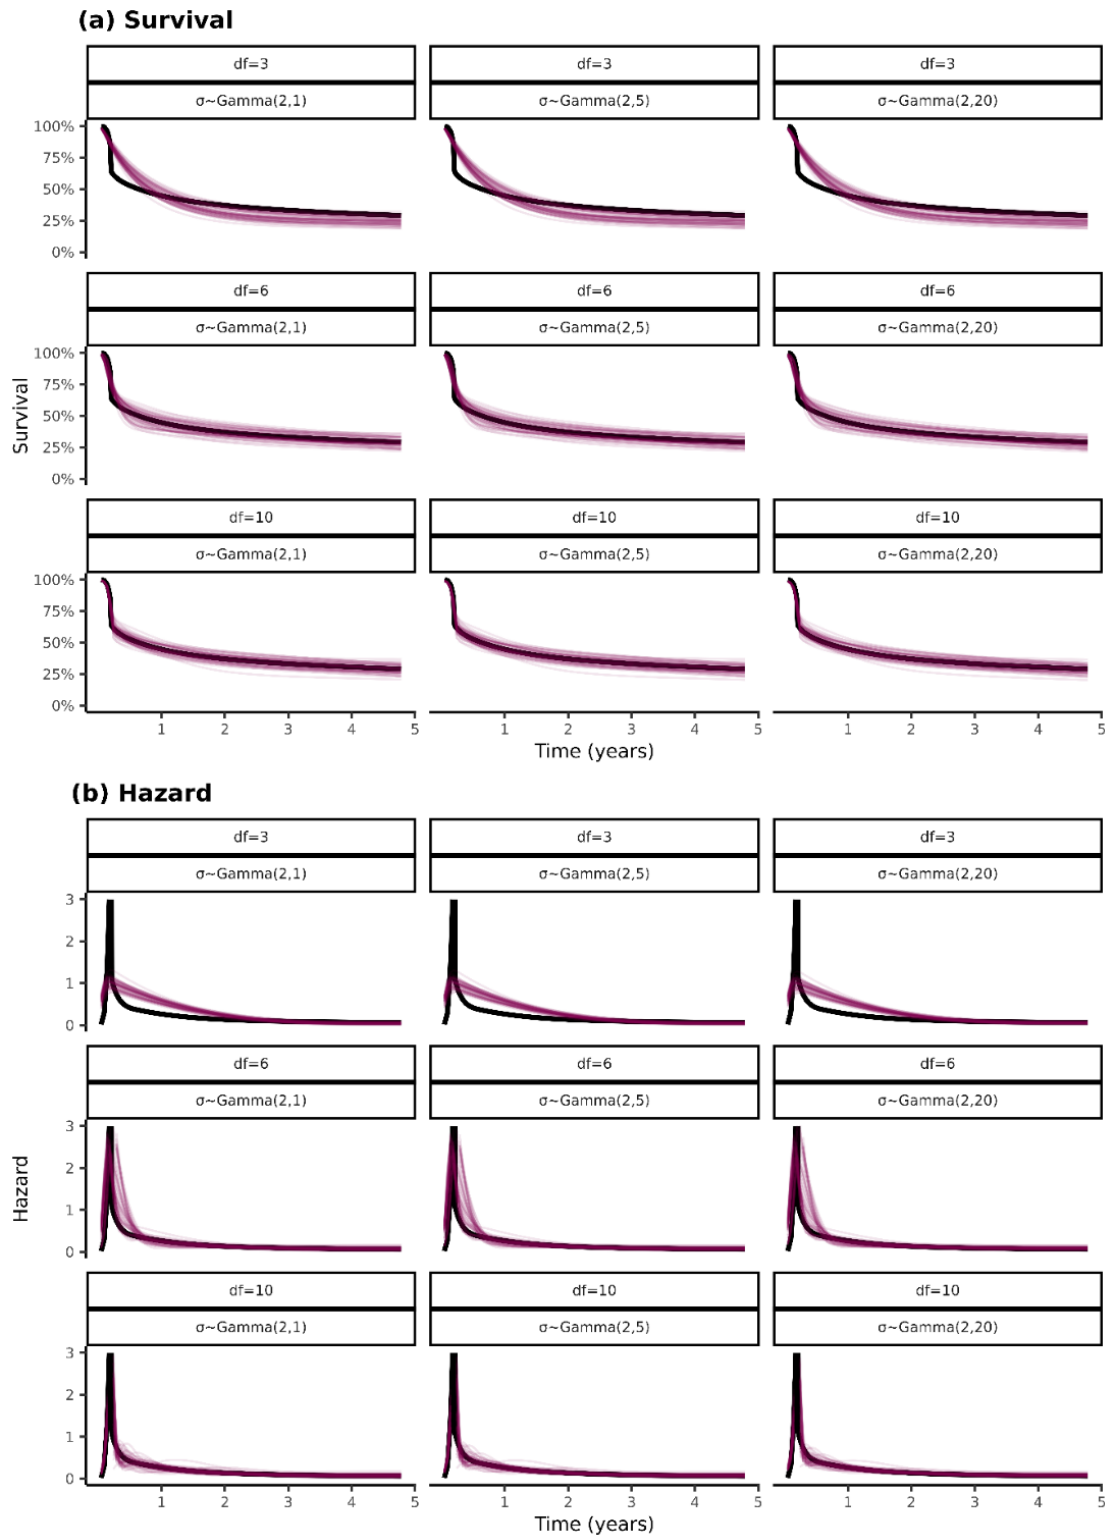 (a) Survival
df=3 df=3 df=3
σ~Gamma(2,1) σ~Gamma(2,5) σ~Gamma(2,20)
100%
75%
50%
25%
0%
df=6 df=6 df=6
σ~Gamma(2,1) σ~Gamma(2,5) σ~Gamma(2,20)
100%
75%
50%
25%
0%
Survival
df=10 df=10 df=10
σ~Gamma(2,1) σ~Gamma(2,5) σ~Gamma(2,20)
100%
75%
50%
25%
0%
1 2 3 4 5 1 2 3 4 5 1 2 3 4 5
Time (years)
(b) Hazard
df=3 df=3 df=3
σ~Gamma(2,1) σ~Gamma(2,5) σ~Gamma(2,20)
3
2
1
0
df=6 df=6 df=6
σ~Gamma(2,1) σ~Gamma(2,5) σ~Gamma(2,20)
3
2
1
0
Hazard
df=10 df=10 df=10
σ~Gamma(2,1) σ~Gamma(2,5) σ~Gamma(2,20)
3
2
1
0
1 2 3 4 5 1 2 3 4 5 1 2 3 4 5
Time (years)